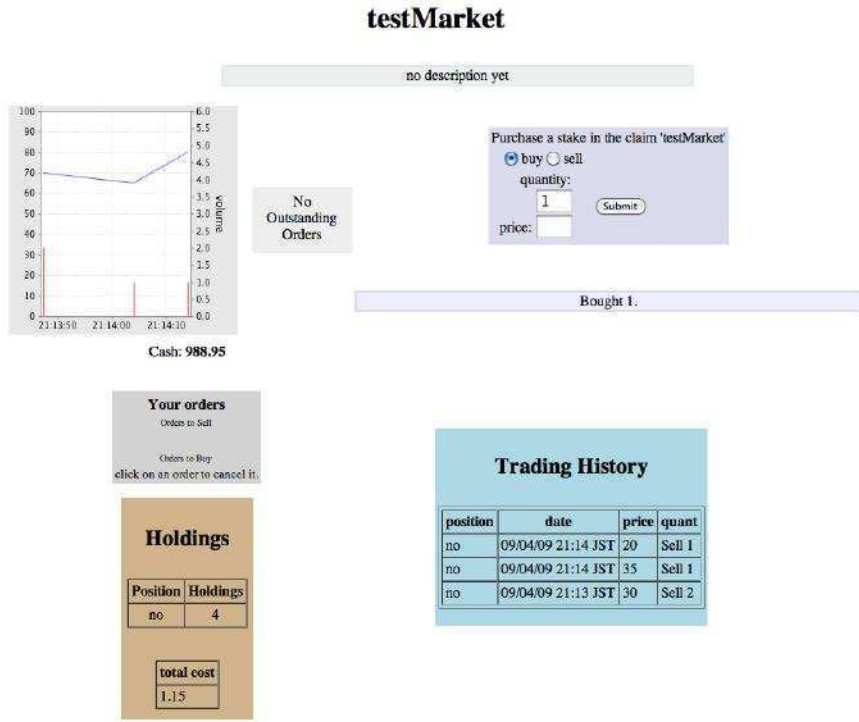 testMarket
no description yet
100
90
80
70
60
50
40
30
20
10
0
6.0
5.5
5.0
4.5
4.0
3.5
3.0
2.5
2.0
1.5
1.0
0.5
0.0
volume
21:13:50 21:14:00 21:14:10
No
Outstanding
Orders
Purchase a stake in the claim 'testMarket'
buy sell
quantity:
1
Submit
price:
Bought 1.
Cash: 988.95
Your orders
Orders to Sell
Orders to Buy
click on an order to cancel it.
Holdings
Position Holdings
no 4
total cost
1.15
Trading History
position date price quant
no 09/04/09 21:14 JST 20 Sell 1
no 09/04/09 21:14 JST 35 Sell 1
no 09/04/09 21:13 JST 30 Sell 2